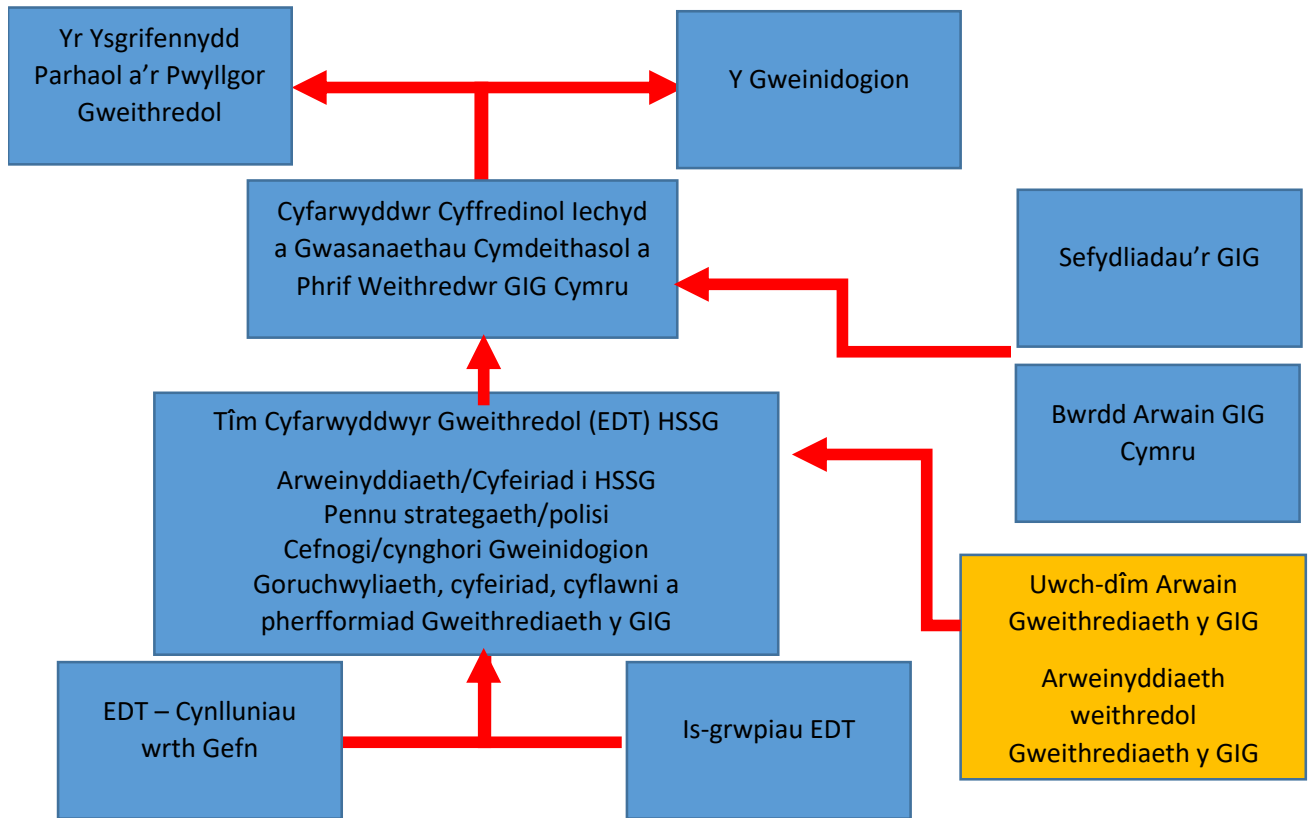 Yr Ysgrifennydd
Parhaol a’r Pwyllgor
Gweithredol
Y Gweinidogion
Cyfarwyddwr Cyffredinol Iechyd
a Gwasanaethau Cymdeithasol a
Phrif Weithredwr GIG Cymru
Sefydliadau’r GIG
Bwrdd Arwain GIG
Cymru
Tîm Cyfarwyddwyr Gweithredol (EDT) HSSG
Arweinyddiaeth/Cyfeiriad i HSSG
Pennu strategaeth/polisi
Cefnogi/cynghori Gweinidogion
Goruchwyliaeth, cyfeiriad, cyflawni a
pherfformiad Gweithrediaeth y GIG
Uwch-dîm Arwain
Gweithrediaeth y GIG
Arweinyddiaeth
weithredol
Gweithrediaeth y GIG
EDT – Cynlluniau
wrth Gefn
Is-grwpiau EDT